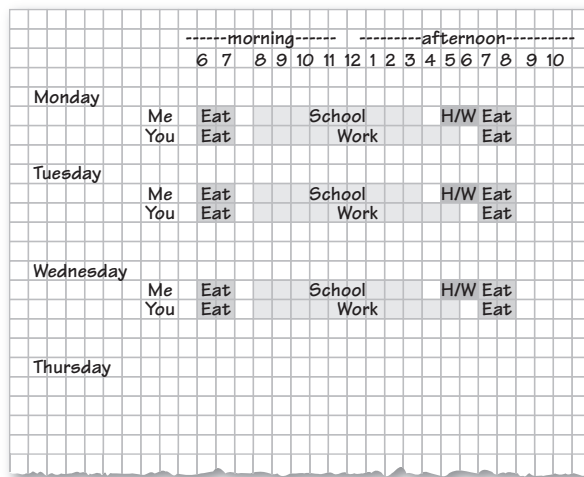 ------morning------ ---------afternoon----------
6 7 8 9 10 11 12 1 2 3 4 5 6 7 8 9 10
Monday
Me Eat School H/W Eat
You Eat Work Eat
Tuesday
Me Eat School H/W Eat
You Eat Work Eat
Wednesday
Me Eat School H/W Eat
You Eat Work Eat
Thursday